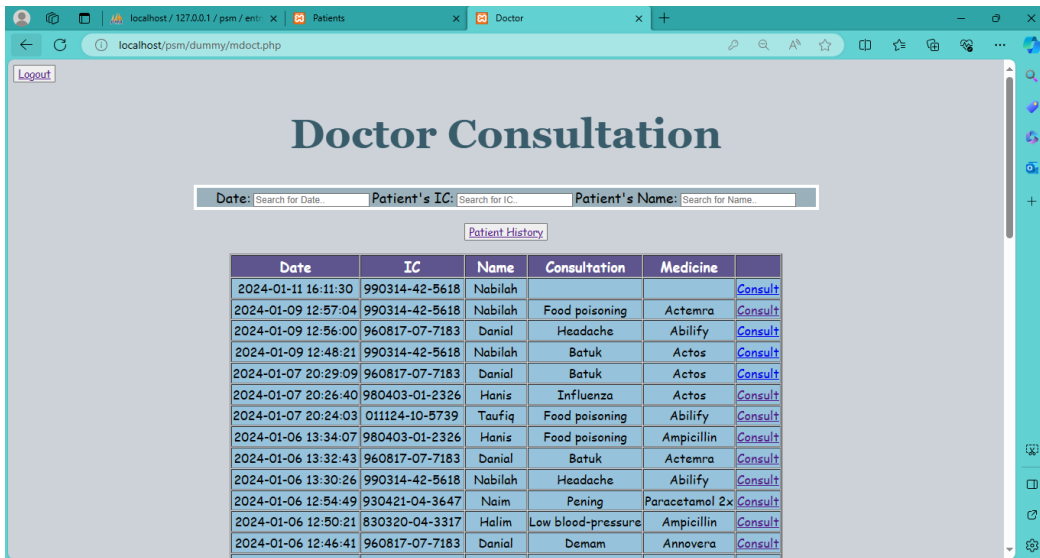 localhost / 127.0.0.1 / psm / entr
Patients
Doctor
localhost/psm/dummy/mdoct.php
Logout
Doctor Consultation
Date: Search for Date.. Patient's IC: Search for IC.. Patient's Name: Search for Name..
Patient History
Date IC Name Consultation Medicine
2024-01-11 16:11:30 990314-42-5618 Nabilah Consult
2024-01-09 12:57:04 990314-42-5618 Nabilah Food poisoning Actemra Consult
2024-01-09 12:56:00 960817-07-7183 Danial Headache Abilify Consult
2024-01-09 12:48:21 990314-42-5618 Nabilah Batuk Actos Consult
2024-01-07 20:29:09 960817-07-7183 Danial Batuk Actos Consult
2024-01-07 20:26:40 980403-01-2326 Hanis Influenza Actos Consult
2024-01-07 20:24:03 011124-10-5739 Taufiq Food poisoning Abilify Consult
2024-01-06 13:34:07 980403-01-2326 Hanis Food poisoning Ampicillin Consult
2024-01-06 13:32:43 960817-07-7183 Danial Batuk Actemra Consult
2024-01-06 13:30:26 990314-42-5618 Nabilah Headache Abilify Consult
2024-01-06 12:54:49 930421-04-3647 Naim Pening Paracetamol 2x Consult
2024-01-06 12:50:21 830320-04-3317 Halim Low blood-pressure Ampicillin Consult
2024-01-06 12:46:41 960817-07-7183 Danial Demam Annovera Consult